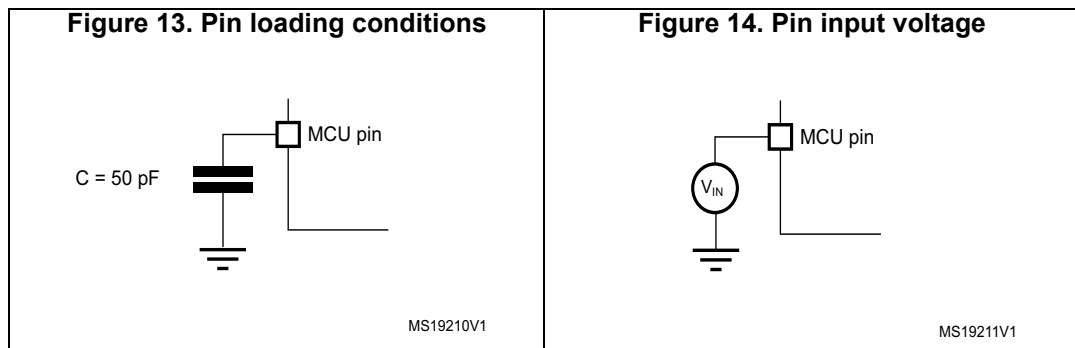 Figure 13. Pin loading conditions
MCU pin
C = 50 pF
MS19210V1
Figure 14. Pin input voltage
MCU pin
VIN
MS19211V1